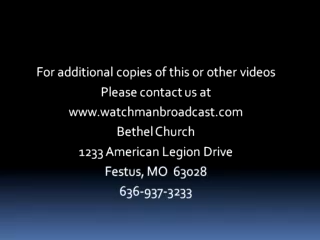 For additional copies of this or other videos
Please contact us at
www.watchmanbroadcast.com
Bethel Church
1233 American Legion Drive
Festus, MO  63028
636-937-3233